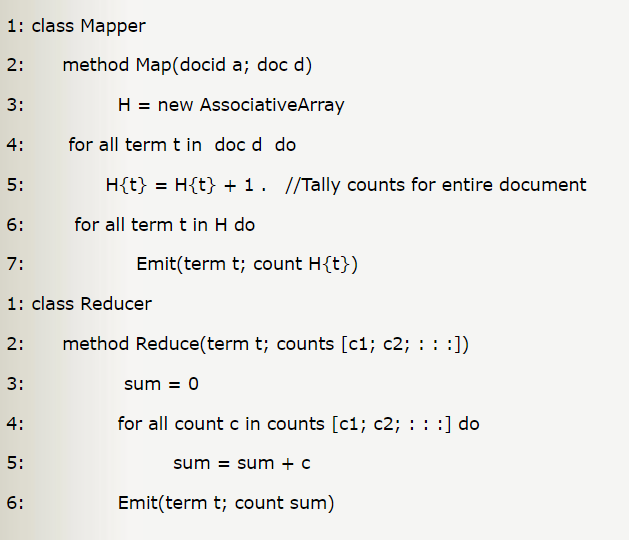 1: class Mapper
2: method Map(docid a; doc d)
3: H = new AssociativeArray
4: for all term t in doc d do
5: H{t} = H{t} + 1 . //Tally counts for entire document
6: for all term t in H do
7: Emit(term t; count H{t})
1: class Reducer
2: method Reduce(term t; counts [c1; c2; : : :])
3: sum = 0
4: for all count c in counts [c1; c2; : : :] do
5: sum = sum + c
6: Emit(term t; count sum)